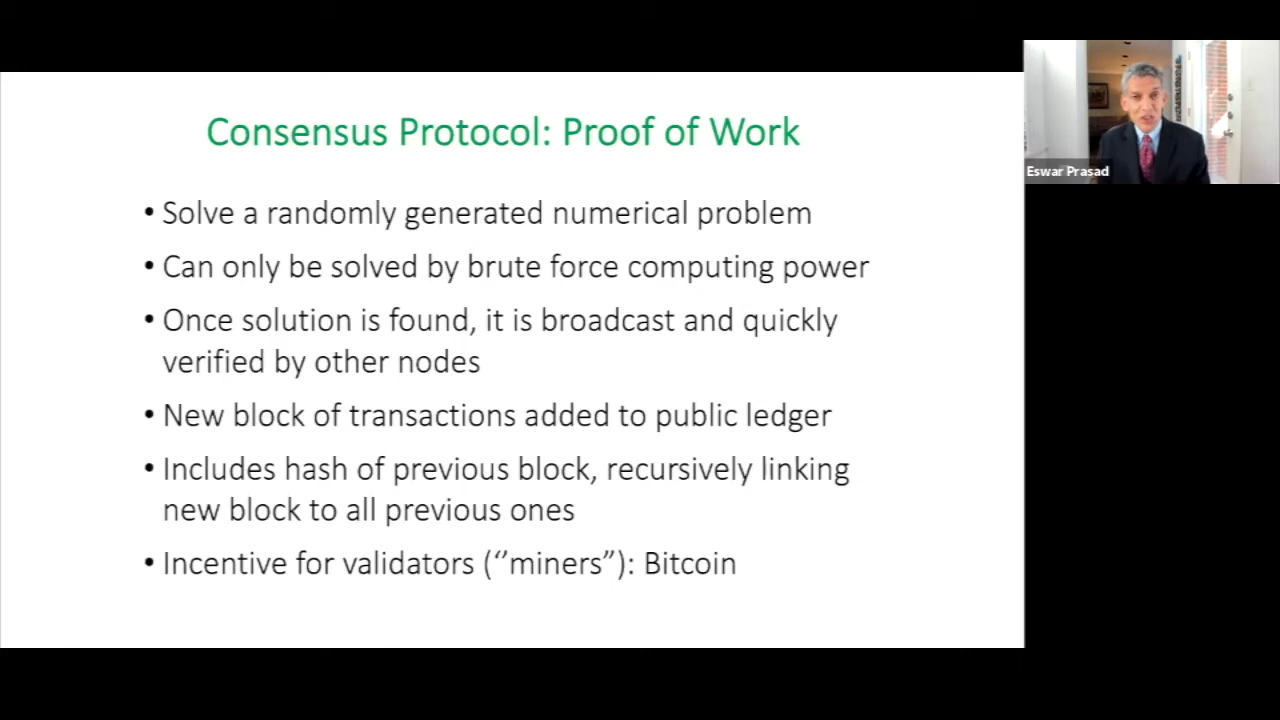 Consensus Protocol: Proof of Work
• Solve a randomly generated numerical problem
• Can only be solved by brute force computing power
• Once solution is found, it is broadcast and quickly
verified by other nodes
• New block of transactions added to public ledger
• Includes hash of previous block, recursively linking
new block to all previous ones
• Incentive for validators (‘’miners”): Bitcoin
Eswar Prasad